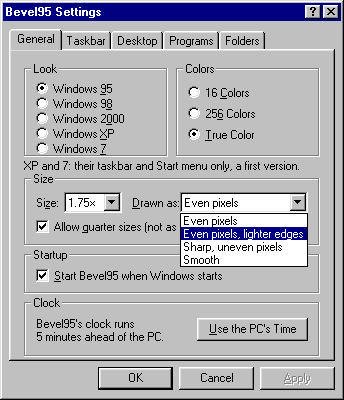 Bevel95 Settings
General
Taskbar
Desktop
Programs
Folders
Look
Windows 95
Windows 98
Windows 2000
Windows XP
Windows 7
Colors
16 Colors
256 Colors
True Color
XP and 7: their taskbar and Start menu only, a first version.
Size
Size:
1.75×
Drawn as:
Even pixels
Even pixels
Even pixels, lighter edges
Sharp, uneven pixels
Smooth
Allow quarter sizes (not as
Startup
Start Bevel95 when Windows starts
Clock
Bevel95's clock runs
5 minutes ahead of the PC.
Use the PC's Time
OK
Cancel
Apply